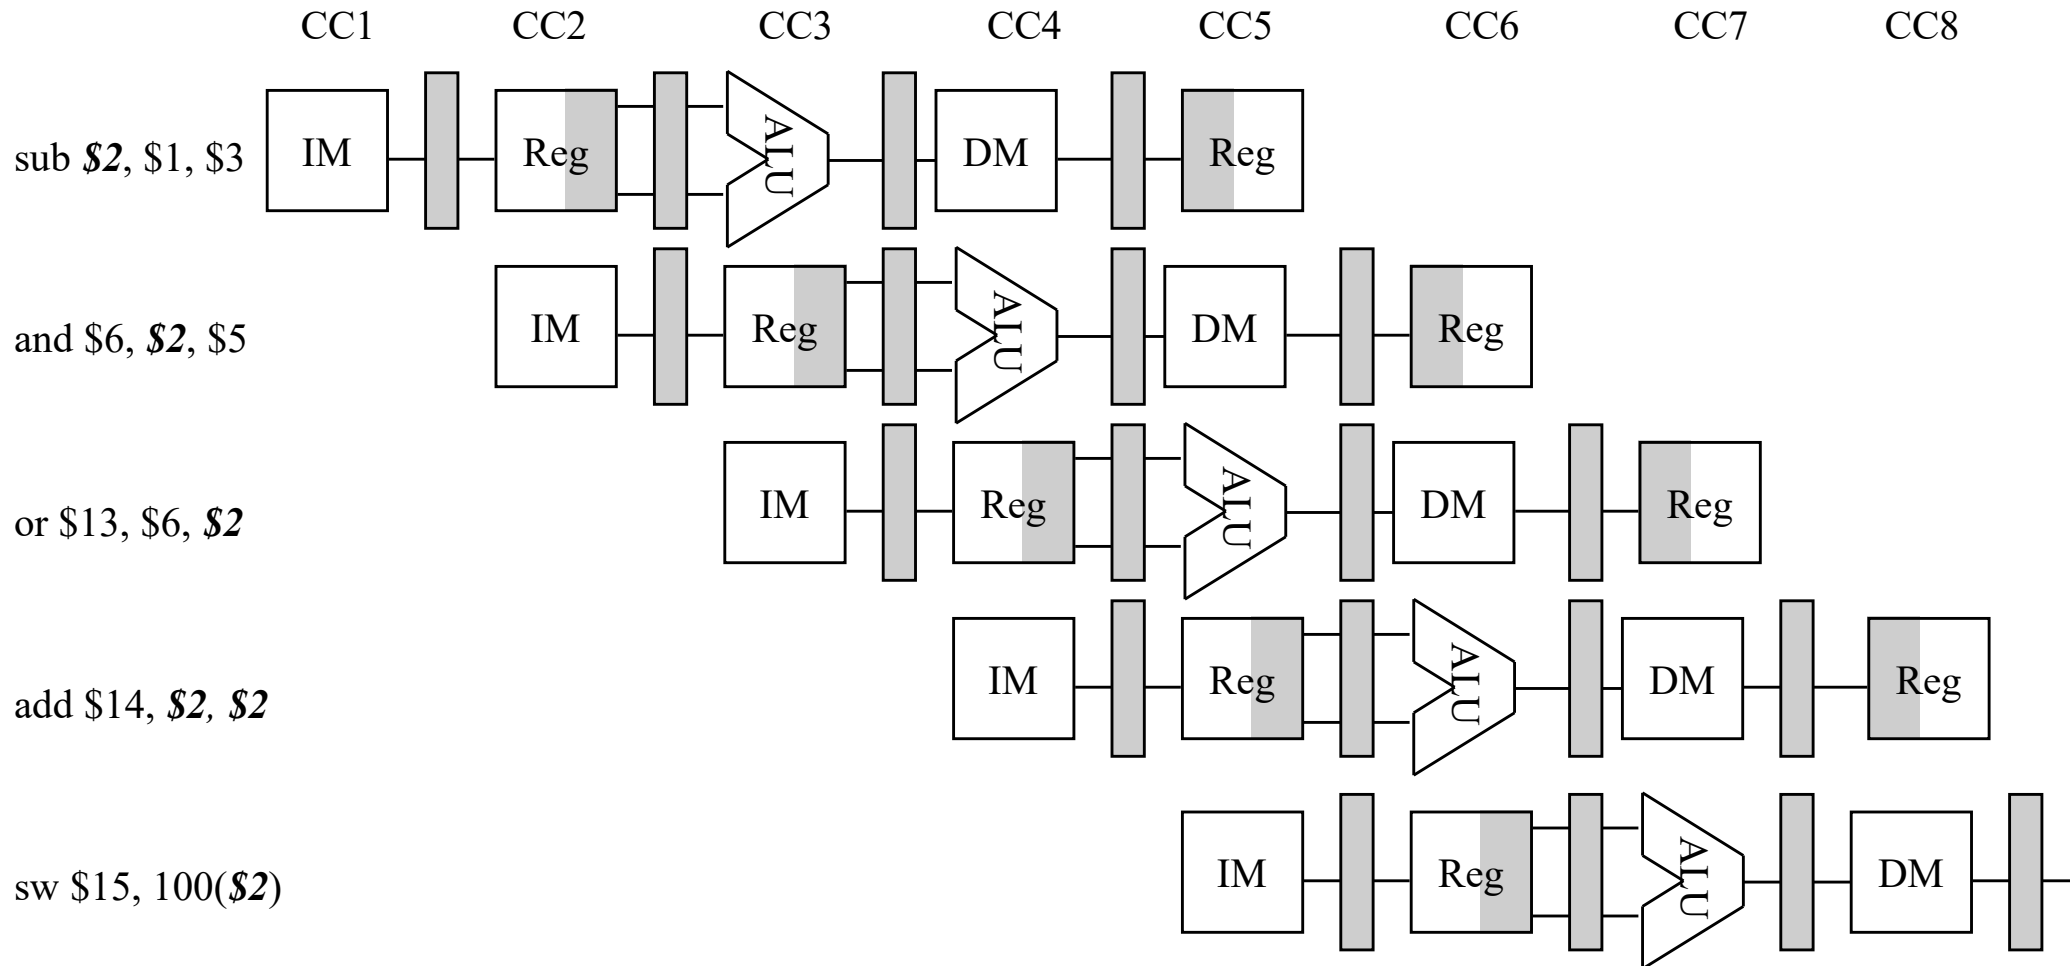 CC1 CC2 CC3 CC4 CC5 CC6 CC7 CC8
sub $2, $1, $3 IM Reg ALU DM Reg
and $6, $2, $5 IM Reg ALU DM Reg
or $13, $6, $2 IM Reg ALU DM Reg
add $14, $2, $2 IM Reg ALU DM Reg
sw $15, 100($2) IM Reg ALU DM